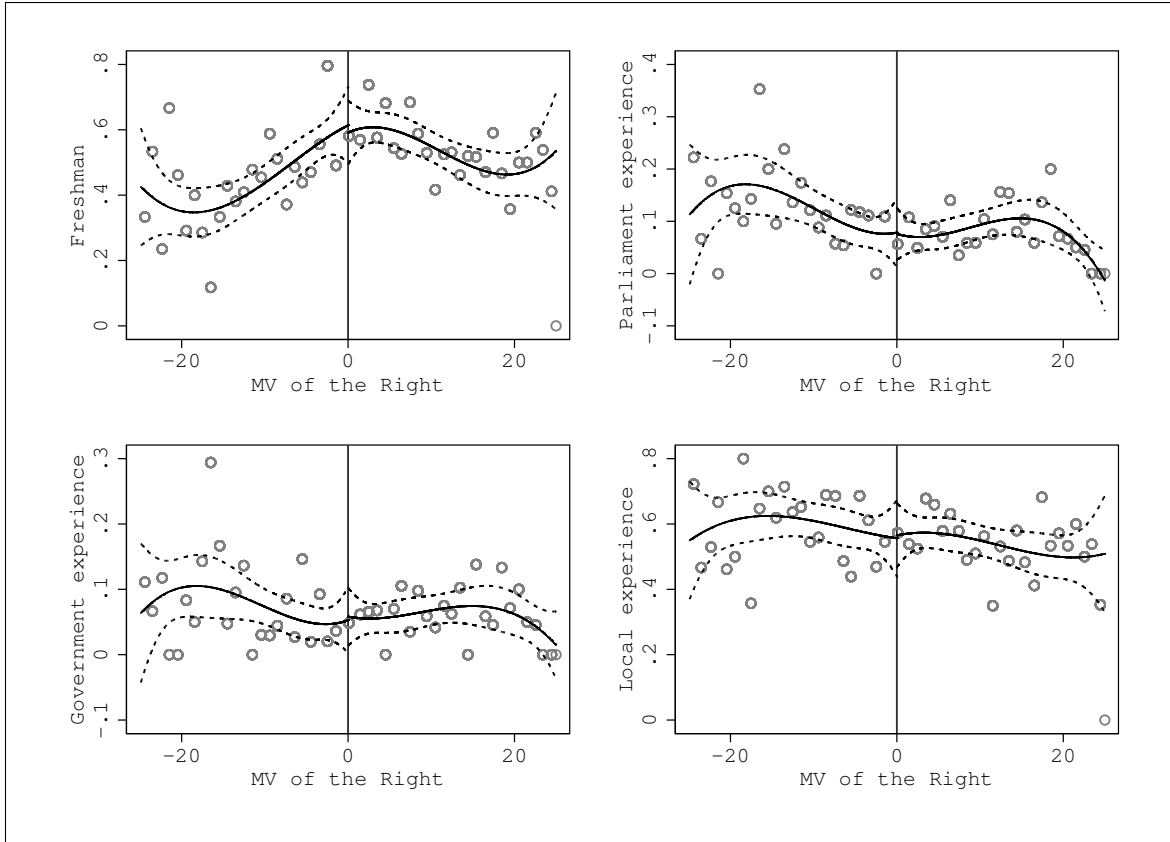 Freshman
0 .2 .4 .6 .8
−20 0 20
MV of the Right
Parliament experience
−.1 0 .1 .2 .3 .4
−20 0 20
MV of the Right
Government experience
−.1 0 .1 .2 .3
−20 0 20
MV of the Right
Local experience
0 .2 .4 .6 .8
−20 0 20
MV of the Right